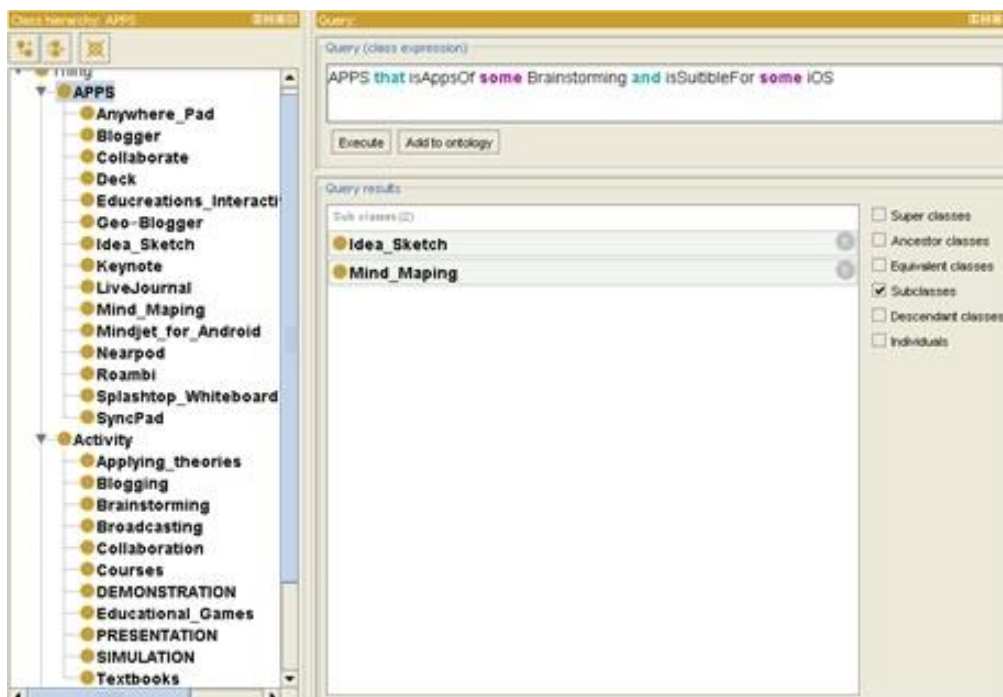 Class hierarchy: APPS
Thing
APPS
Anywhere_Pad
Blogger
Collaborate
Deck
Educreations_Interacti
Geo-Blogger
Idea_Sketch
Keynote
LiveJournal
Mind_Maping
Mindjet_for_Android
Nearpod
Roambi
Splashtop_Whiteboard
SyncPad
Activity
Applying_theories
Blogging
Brainstorming
Broadcasting
Collaboration
Courses
DEMONSTRATION
Educational_Games
PRESENTATION
SIMULATION
Textbooks
Query:
Query (class expression)
APPS that isAppsOf some Brainstorming and isSuitibleFor some iOS
Execute
Add to ontology
Query results
Sub classes (2)
Idea_Sketch
Mind_Maping
Super classes
Ancestor classes
Equivalent classes
Subclasses
Descendant classes
Individuals